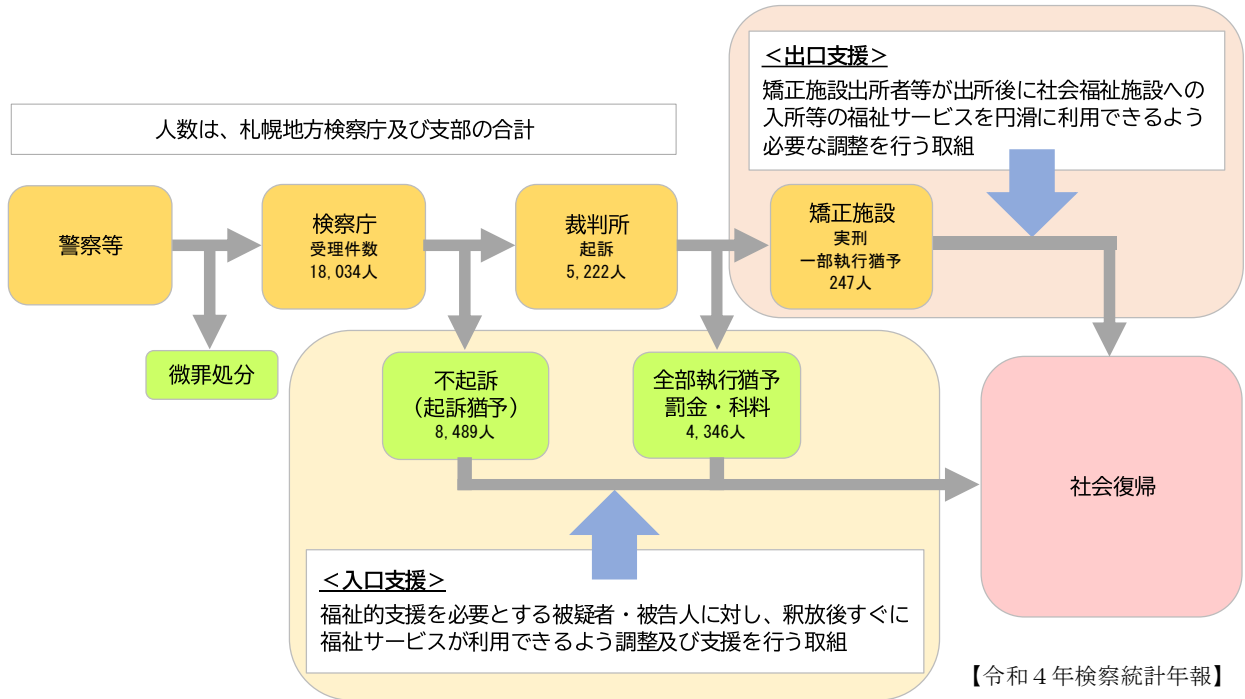 人数は、札幌地方検察庁及び支部の合計
＜出口支援＞
矯正施設出所者等が出所後に社会福祉施設への
入所等の福祉サービスを円滑に利用できるよう
必要な調整を行う取組
警察等
検察庁
受理件数
18,034人
裁判所
起訴
5,222人
矯正施設
実刑
一部執行猶予
247人
微罪処分
不起訴
（起訴猶予）
8,489人
全部執行猶予
罰金・科料
4,346人
社会復帰
＜入口支援＞
福祉的支援を必要とする被疑者・被告人に対し、釈放後すぐに
福祉サービスが利用できるよう調整及び支援を行う取組
【令和４年検察統計年報】